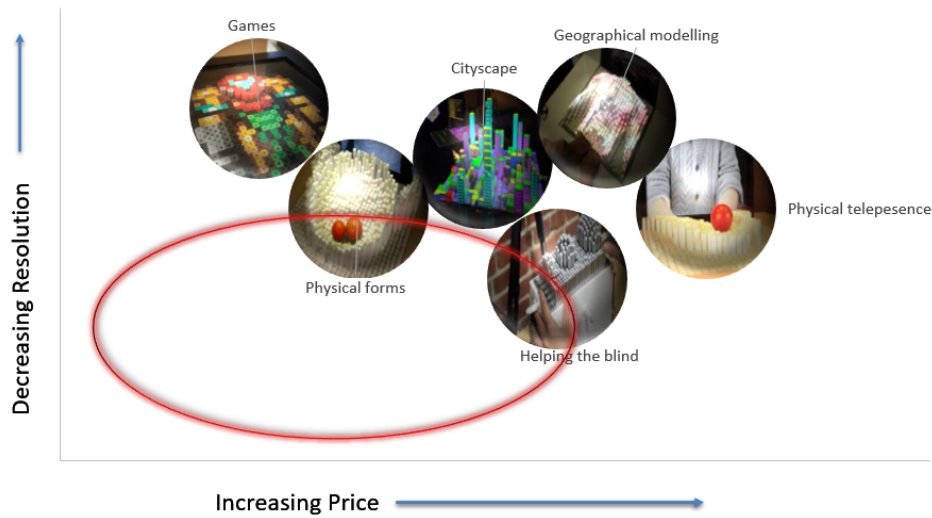 Games
Geographical modelling
Cityscape
Physical telepesence
Physical forms
Helping the blind
Decreasing Resolution
Increasing Price